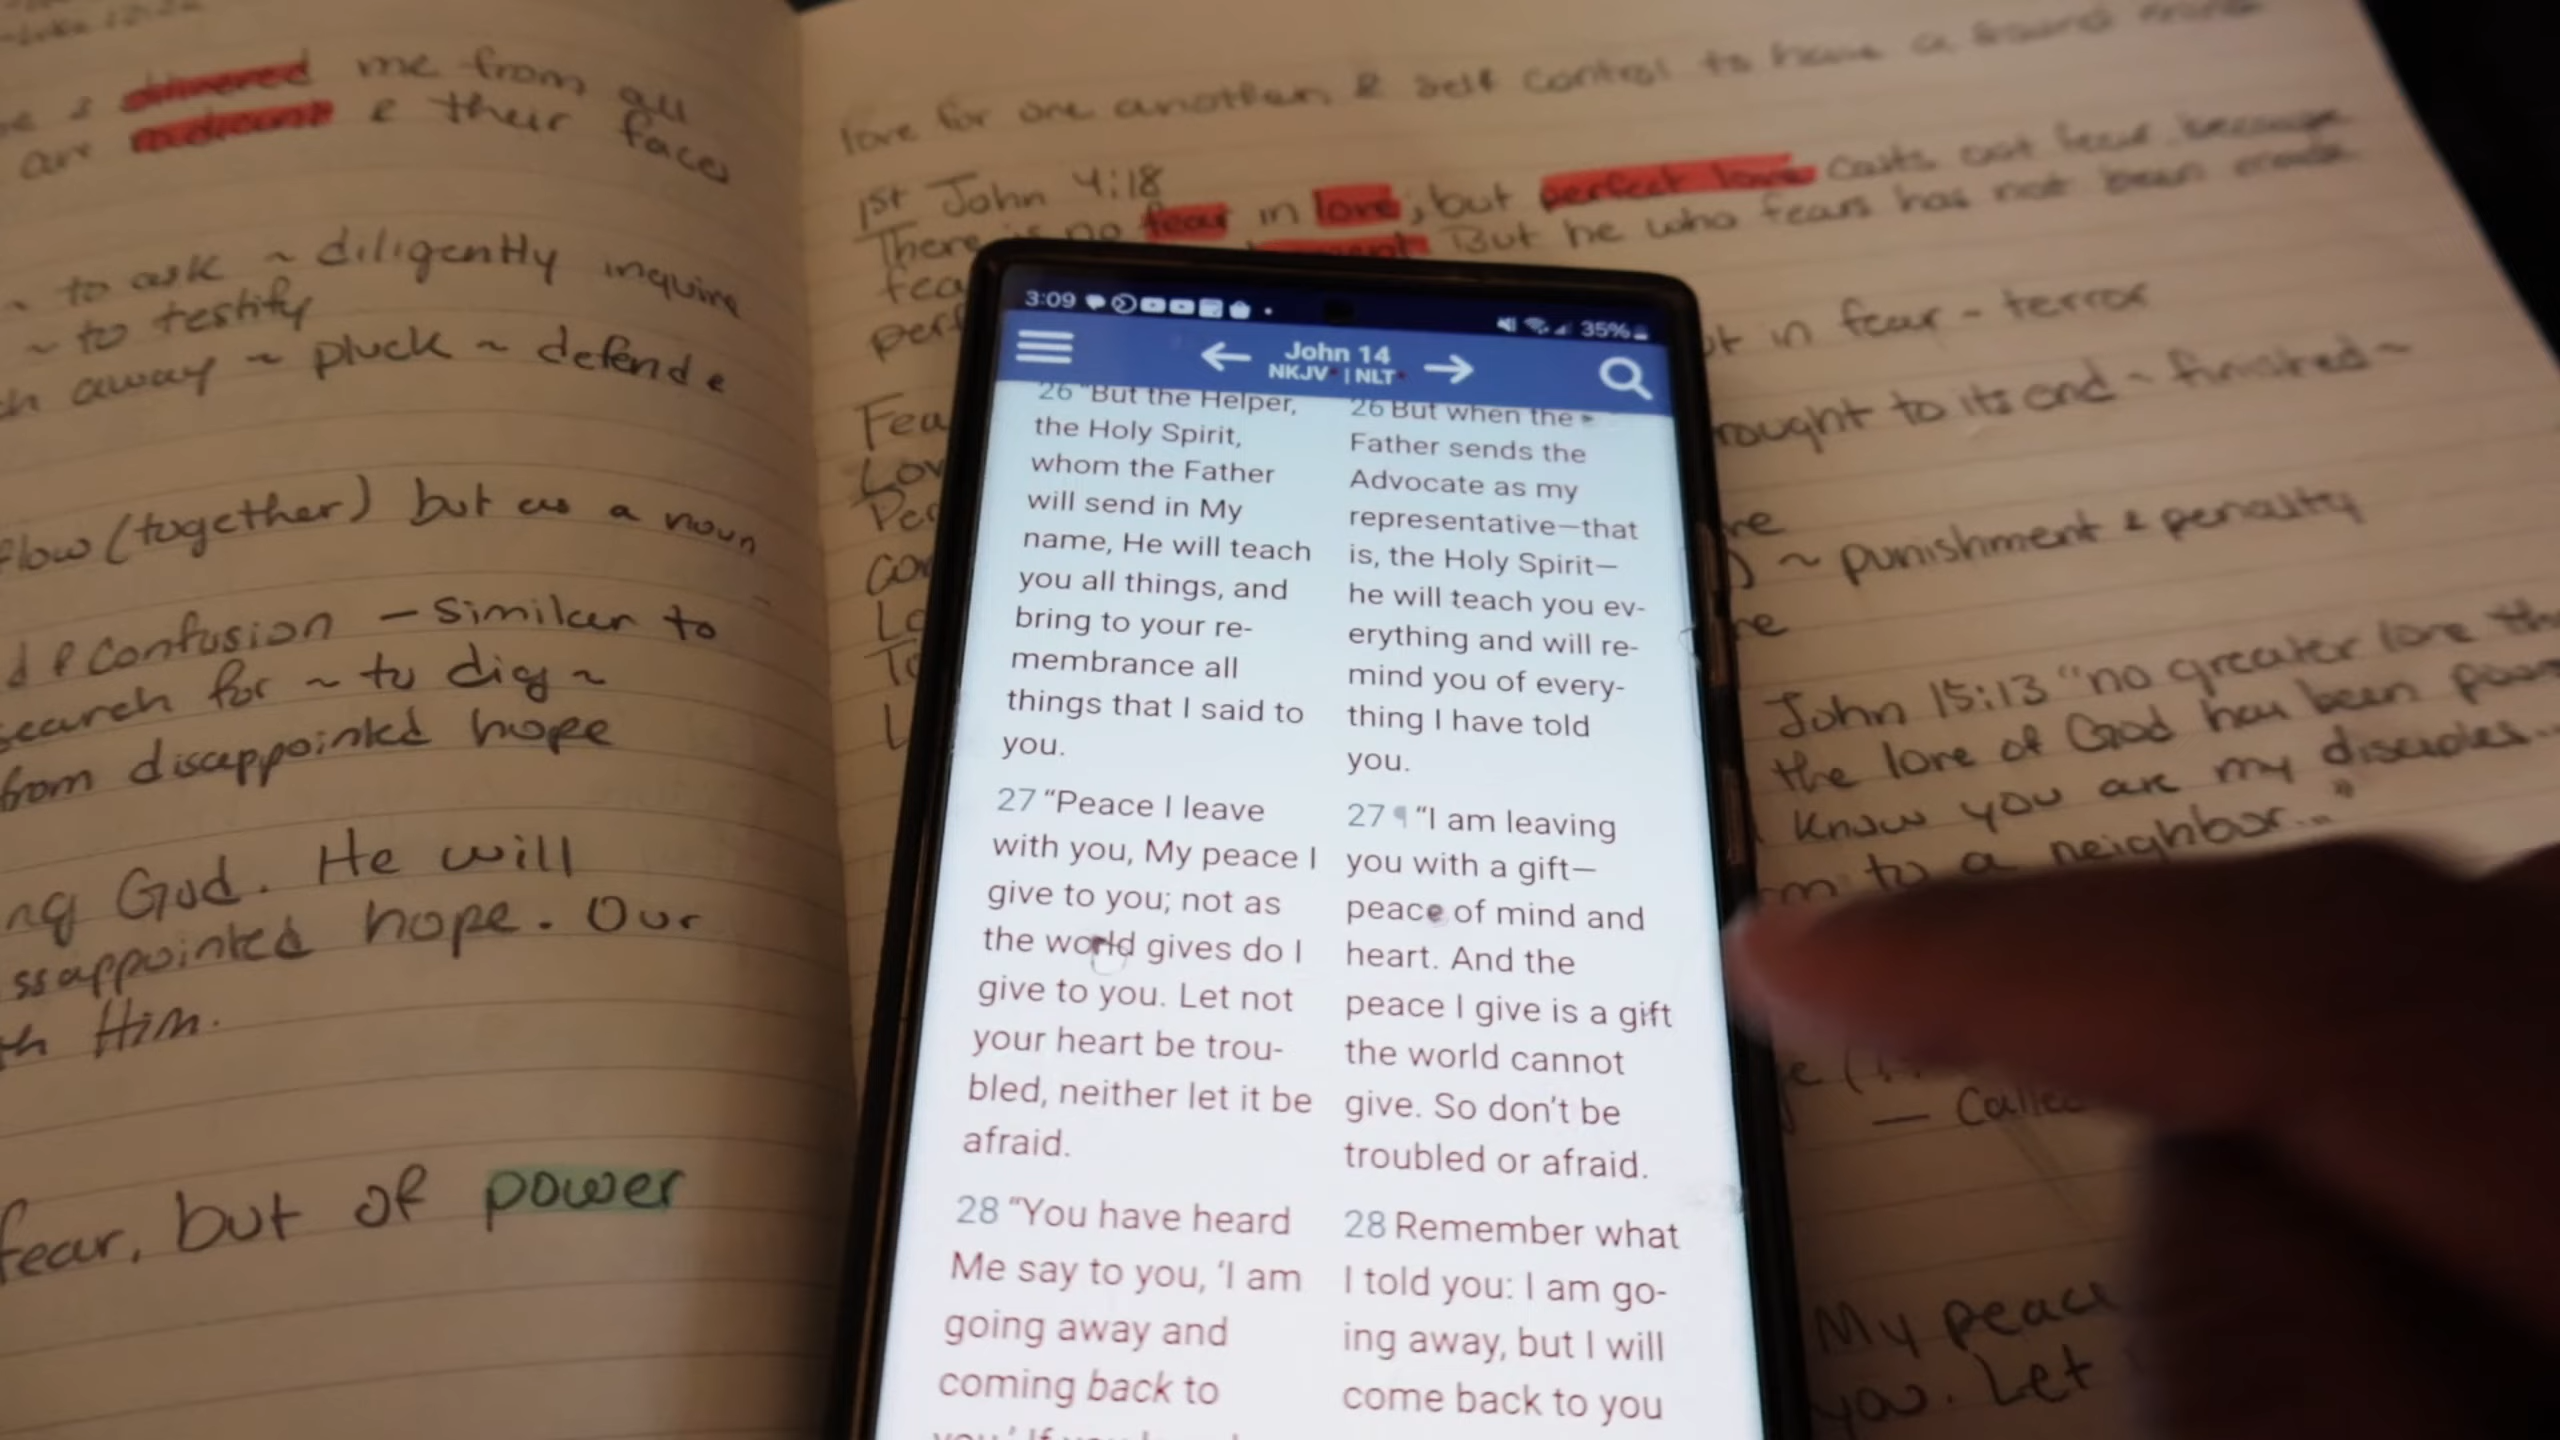 me from all
are & their faces
~ to ask ~ diligently inquire
~ to testify
away ~ pluck ~ defend e
flow (together) but as a noun
& confusion - similar to
search for ~ to dig ~
from disappointed hope
God. He will
ssappointed hope. Our
Him.
fear, but of power
love for one another & self control to have a sound
1st John 4:18
There is no fear in love, but perfect love casts out fear because
But he who fears has not been made
in fear - terror
rought to its end ~ finished ~
~ punishment & penalty
John 15:13 "no greater love
the love of God has been
Know you are my disciples...
to a neighbor..."
My peace
you. Let
3:09 35%
John 14
NKJV | NLT
26 "But the Helper,
the Holy Spirit,
whom the Father
will send in My
name, He will teach
you all things, and
bring to your re-
membrance all
things that I said to
you.
27 “Peace I leave
with you, My peace I
give to you; not as
the world gives do I
give to you. Let not
your heart be trou-
bled, neither let it be
afraid.
28 “You have heard
Me say to you, ‘I am
going away and
coming back to
26 But when the
Father sends the
Advocate as my
representative—that
is, the Holy Spirit—
he will teach you ev-
erything and will re-
mind you of every-
thing I have told
you.
27 ¶ “I am leaving
you with a gift—
peace of mind and
heart. And the
peace I give is a gift
the world cannot
give. So don’t be
troubled or afraid.
28 Remember what
I told you: I am go-
ing away, but I will
come back to you